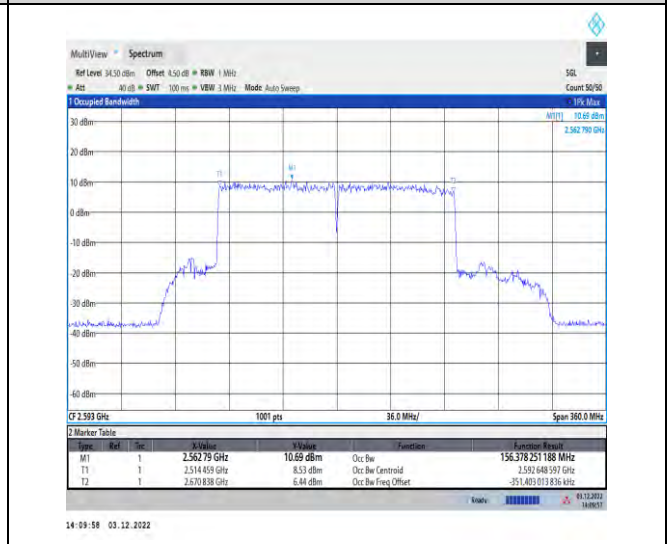 MultiView Spectrum
Ref Level 34.50 dBm Offset 4.50 dB RBW 1 MHz SGL
Att 40 dB SWT 100 ms VBW 3 MHz Mode Auto Sweep Count 50/50
1 Occupied Bandwidth 1Pk Max
M1[1] 10.69 dBm
30 dBm
2.562 790 GHz
20 dBm
M1
T1
T2
10 dBm
0 dBm
-10 dBm
-20 dBm
-30 dBm
-40 dBm
-50 dBm
-60 dBm
CF 2.593 GHz 1001 pts 36.0 MHz/ Span 360.0 MHz
2 Marker Table
Type Ref Trc X-Value Y-Value Function Function Result
M1 1 2.562 79 GHz 10.69 dBm Occ Bw 156.378 251 188 MHz
T1 1 2.514 459 GHz 8.53 dBm Occ Bw Centroid 2.592 648 597 GHz
T2 1 2.670 838 GHz 6.44 dBm Occ Bw Freq Offset -351.403 013 836 kHz
Ready 03.12.2022
14:09:57
14:09:58 03.12.2022